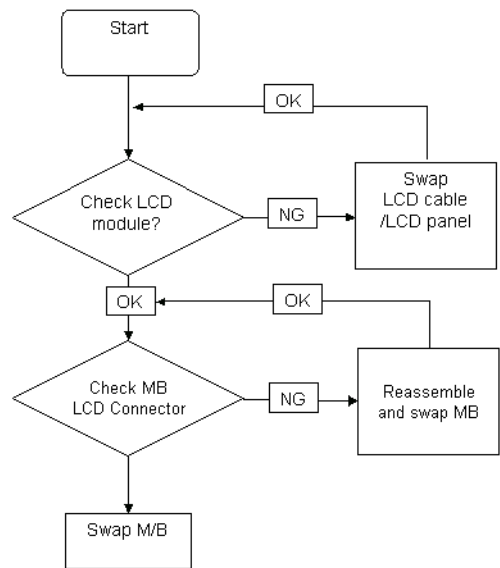 Start
OK
Check LCD
module?
NG
Swap
LCD cable
/LCD panel
OK
OK
Check MB
LCD Connector
NG
Reassemble
and swap MB
Swap M/B